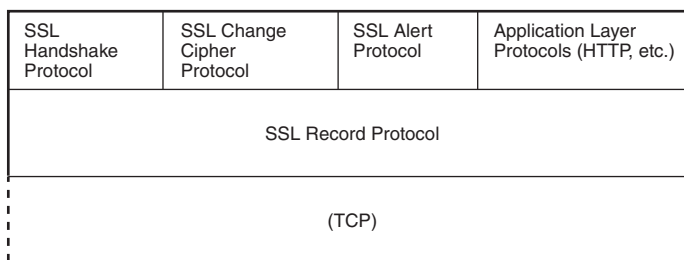 SSL
Handshake
Protocol
SSL Change
Cipher
Protocol
SSL Alert
Protocol
Application Layer
Protocols (HTTP, etc.)
SSL Record Protocol
(TCP)